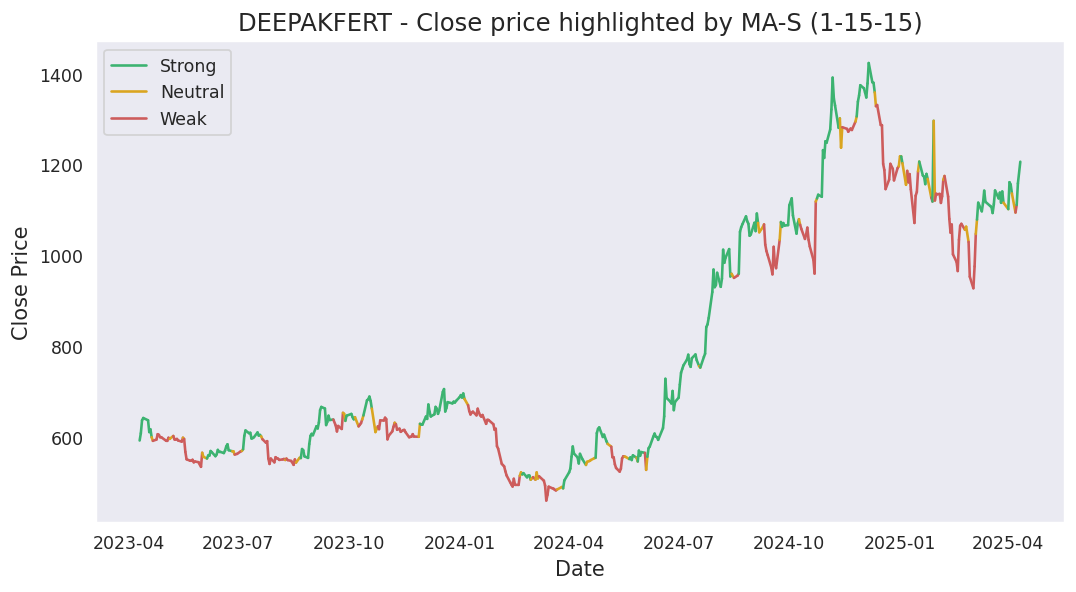 DEEPAKFERT - Close price highlighted by MA-S (1-15-15)
Strong
Neutral
Weak
1400
1200
1000
800
600
Close Price
2023-04 2023-07 2023-10 2024-01 2024-04 2024-07 2024-10 2025-01 2025-04
Date